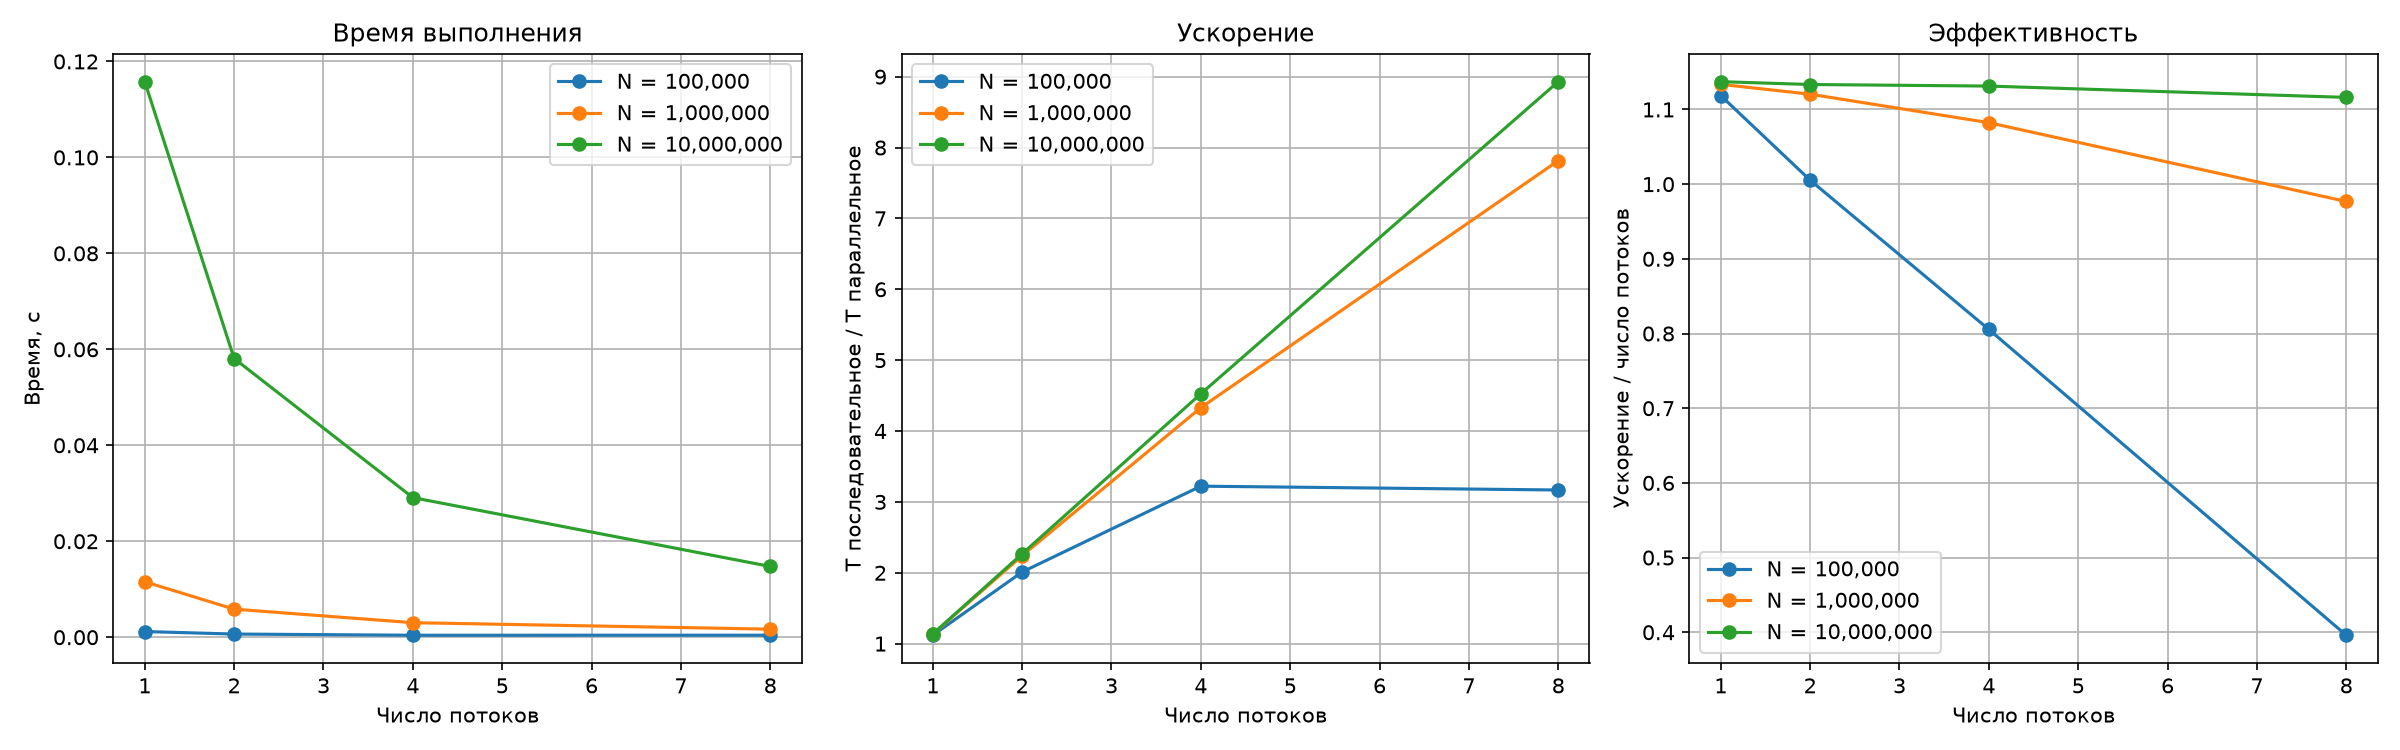 Время выполнения
Время, с
0.12
0.10
0.08
0.06
0.04
0.02
0.00
N = 100,000
N = 1,000,000
N = 10,000,000
1 2 3 4 5 6 7 8
Число потоков
Ускорение
T последовательное / T параллельное
9
8
7
6
5
4
3
2
1
N = 100,000
N = 1,000,000
N = 10,000,000
1 2 3 4 5 6 7 8
Число потоков
Эффективность
Ускорение / число потоков
1.1
1.0
0.9
0.8
0.7
0.6
0.5
0.4
N = 100,000
N = 1,000,000
N = 10,000,000
1 2 3 4 5 6 7 8
Число потоков